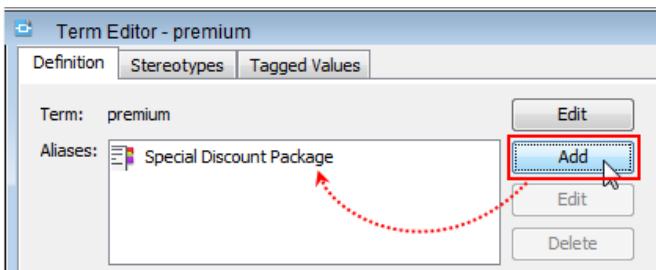 Term Editor - premium
Definition Stereotypes Tagged Values
Term: premium Edit
Aliases: Special Discount Package Add
Edit
Delete